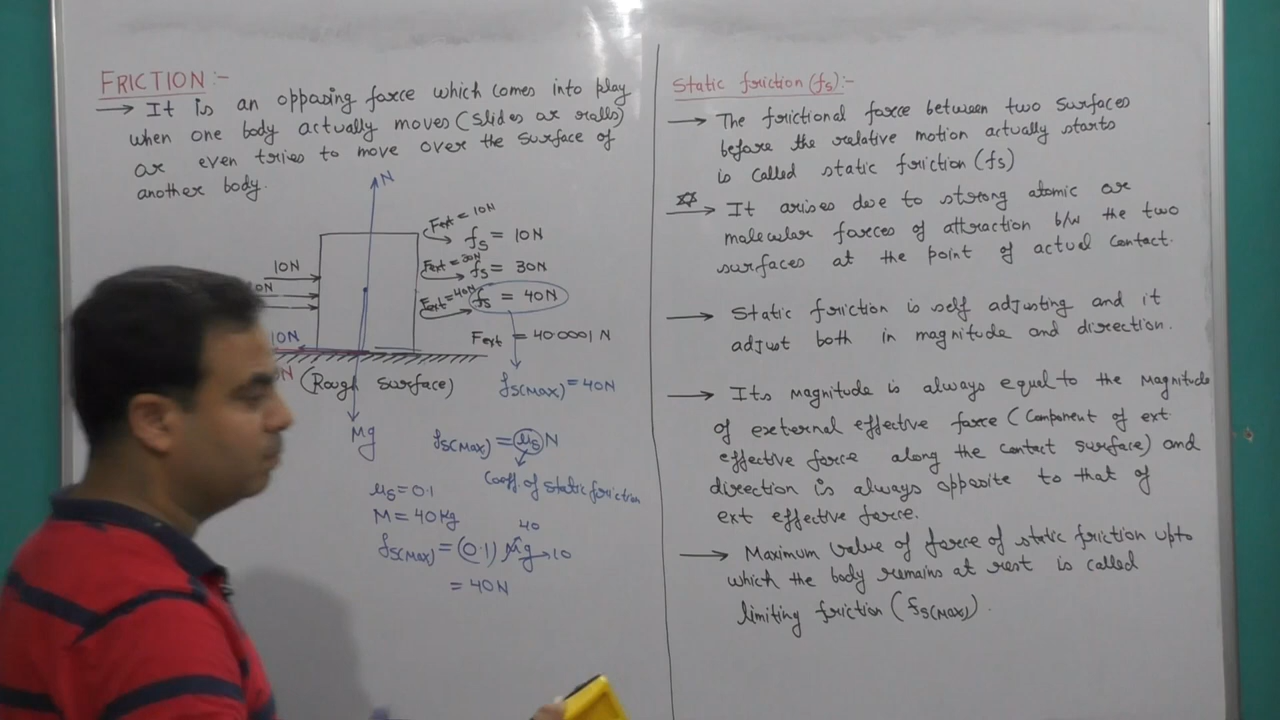 FRICTION :-
→ It is an opposing force which comes into play
when one body actually moves (slides or rolls)
or even tries to move over the surface of
another body.
N
Fext = 10N
fs = 10N
10N
Fext = 30N
fs = 30N
Fext = 40N
fs = 40N
10N
Fext = 40.0001 N
(Rough surface)
fs(MAX) = 40N
Mg
fs(MAX) = μs N
Coeff. of static friction
μs = 0.1
M = 40 Kg
40
fs(MAX) = (0.1) Mg → 10
= 40N
Static friction (fs) :-
→ The frictional force between two surfaces
before the relative motion actually starts
is called static friction (fs)
→ It arises due to strong atomic or
molecular forces of attraction b/w the two
surfaces at the point of actual contact.
→ Static friction is self adjusting and it
adjust both in magnitude and direction.
→ Its magnitude is always equal to the Magnitude
of external effective force (Component of ext
effective force along the contact surface) and
direction is always opposite to that of
ext effective force.
→ Maximum value of force of static friction upto
which the body remains at rest is called
limiting friction (fs(MAX)).